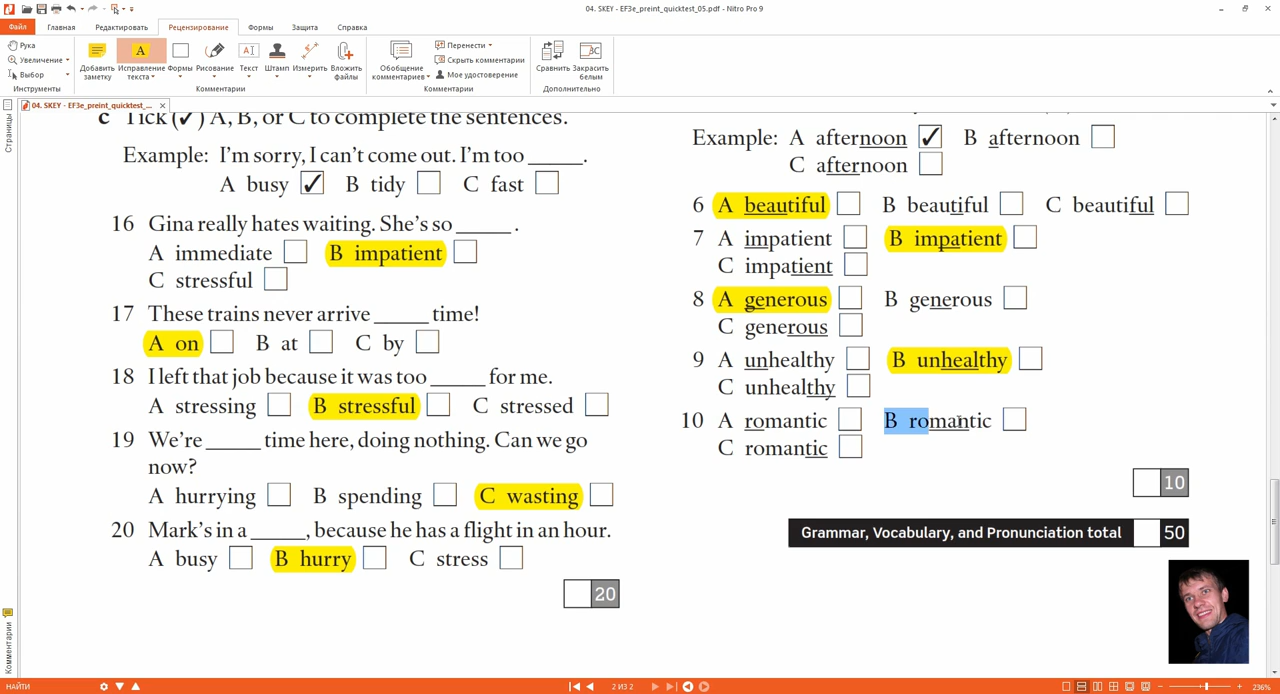 04. SKEY - EF3e_preint_quicktest_05.pdf - Nitro Pro 9
Файл Главная Редактировать Рецензирование Формы Защита Справка
Рука
Увеличение
Выбор
Инструменты
Добавить заметку
Исправление текста
Формы
Рисование
Текст
Штамп
Измерить
Вложить файлы
Комментарии
Обобщение комментариев
Перенести
Скрыть комментарии
Мое удостоверение
Комментарии
Сравнить
Закрасить белым
Дополнительно
04. SKEY - EF3e_preint_quicktest_...
Страницы
c Tick (✓) A, B, or C to complete the sentences.
Example: I'm sorry, I can't come out. I'm too _____.
A busy ✓ B tidy C fast
16 Gina really hates waiting. She's so _____ .
A immediate B impatient
C stressful
17 These trains never arrive _____ time!
A on B at C by
18 I left that job because it was too _____ for me.
A stressing B stressful C stressed
19 We're _____ time here, doing nothing. Can we go
now?
A hurrying B spending C wasting
20 Mark's in a _____, because he has a flight in an hour.
A busy B hurry C stress
20
Example: A afternoon ✓ B afternoon
C afternoon
6 A beautiful B beautiful C beautiful
7 A impatient B impatient
C impatient
8 A generous B generous
C generous
9 A unhealthy B unhealthy
C unhealthy
10 A romantic B romantic
C romantic
10
Grammar, Vocabulary, and Pronunciation total 50
Комментарии
НАЙТИ
2 ИЗ 2
236%